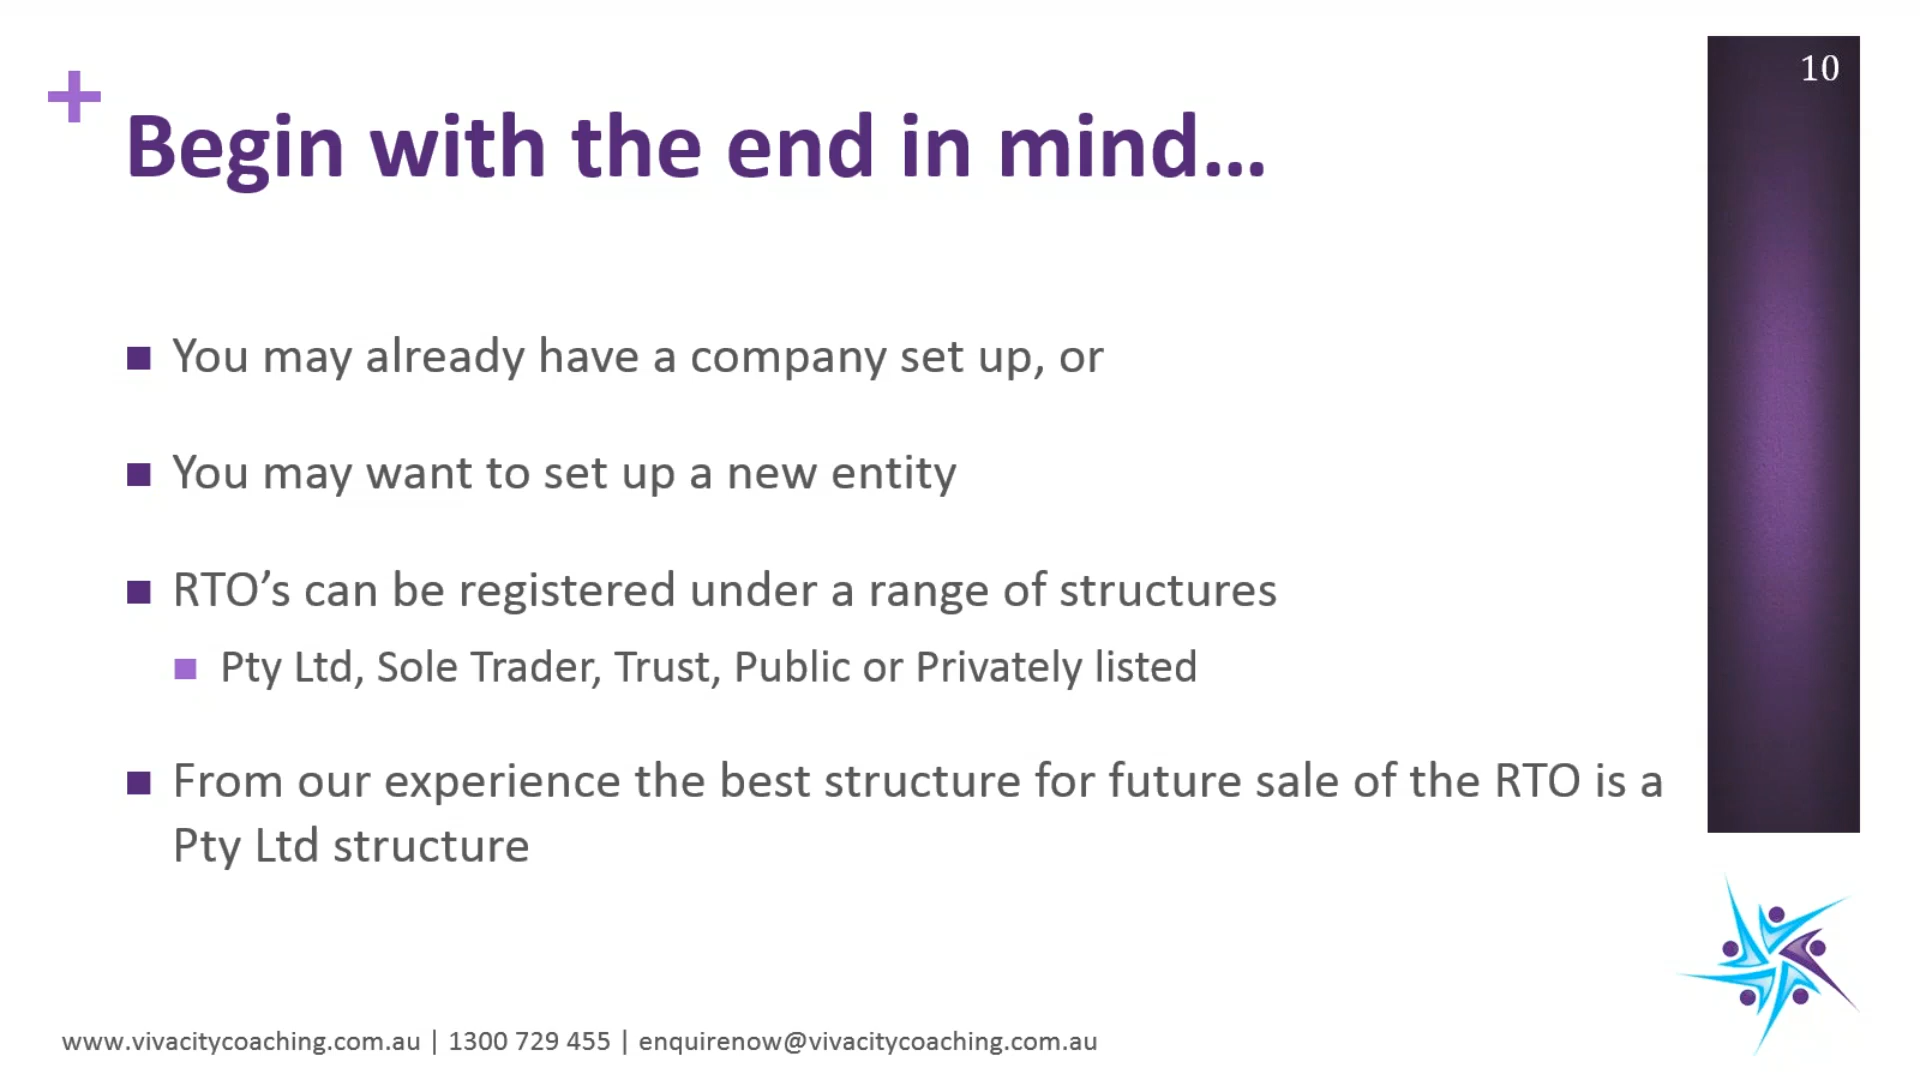 10
+ Begin with the end in mind...
■ You may already have a company set up, or
■ You may want to set up a new entity
■ RTO’s can be registered under a range of structures
■ Pty Ltd, Sole Trader, Trust, Public or Privately listed
■ From our experience the best structure for future sale of the RTO is a
Pty Ltd structure
www.vivacitycoaching.com.au | 1300 729 455 | enquirenow@vivacitycoaching.com.au